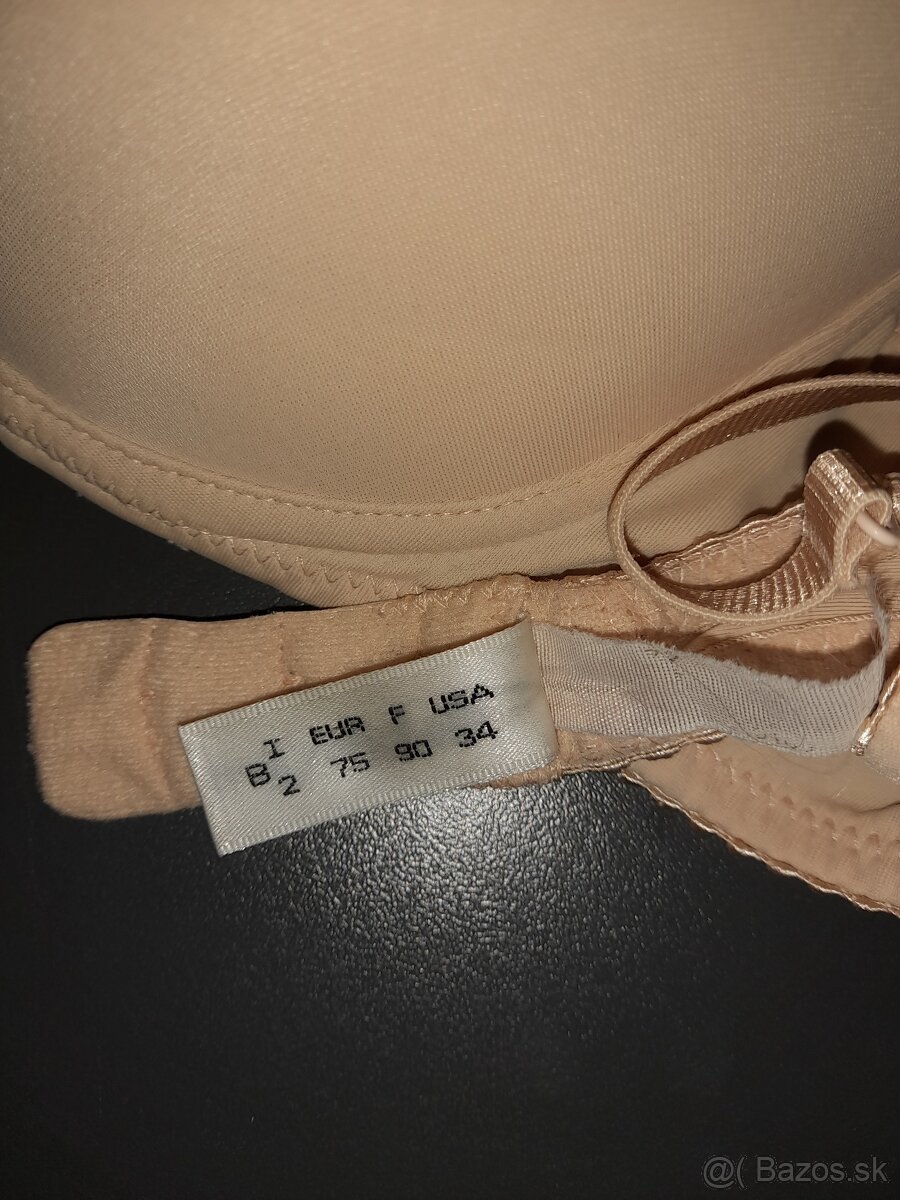 I EUR F USA
B 2 75 90 34
@( Bazos.sk